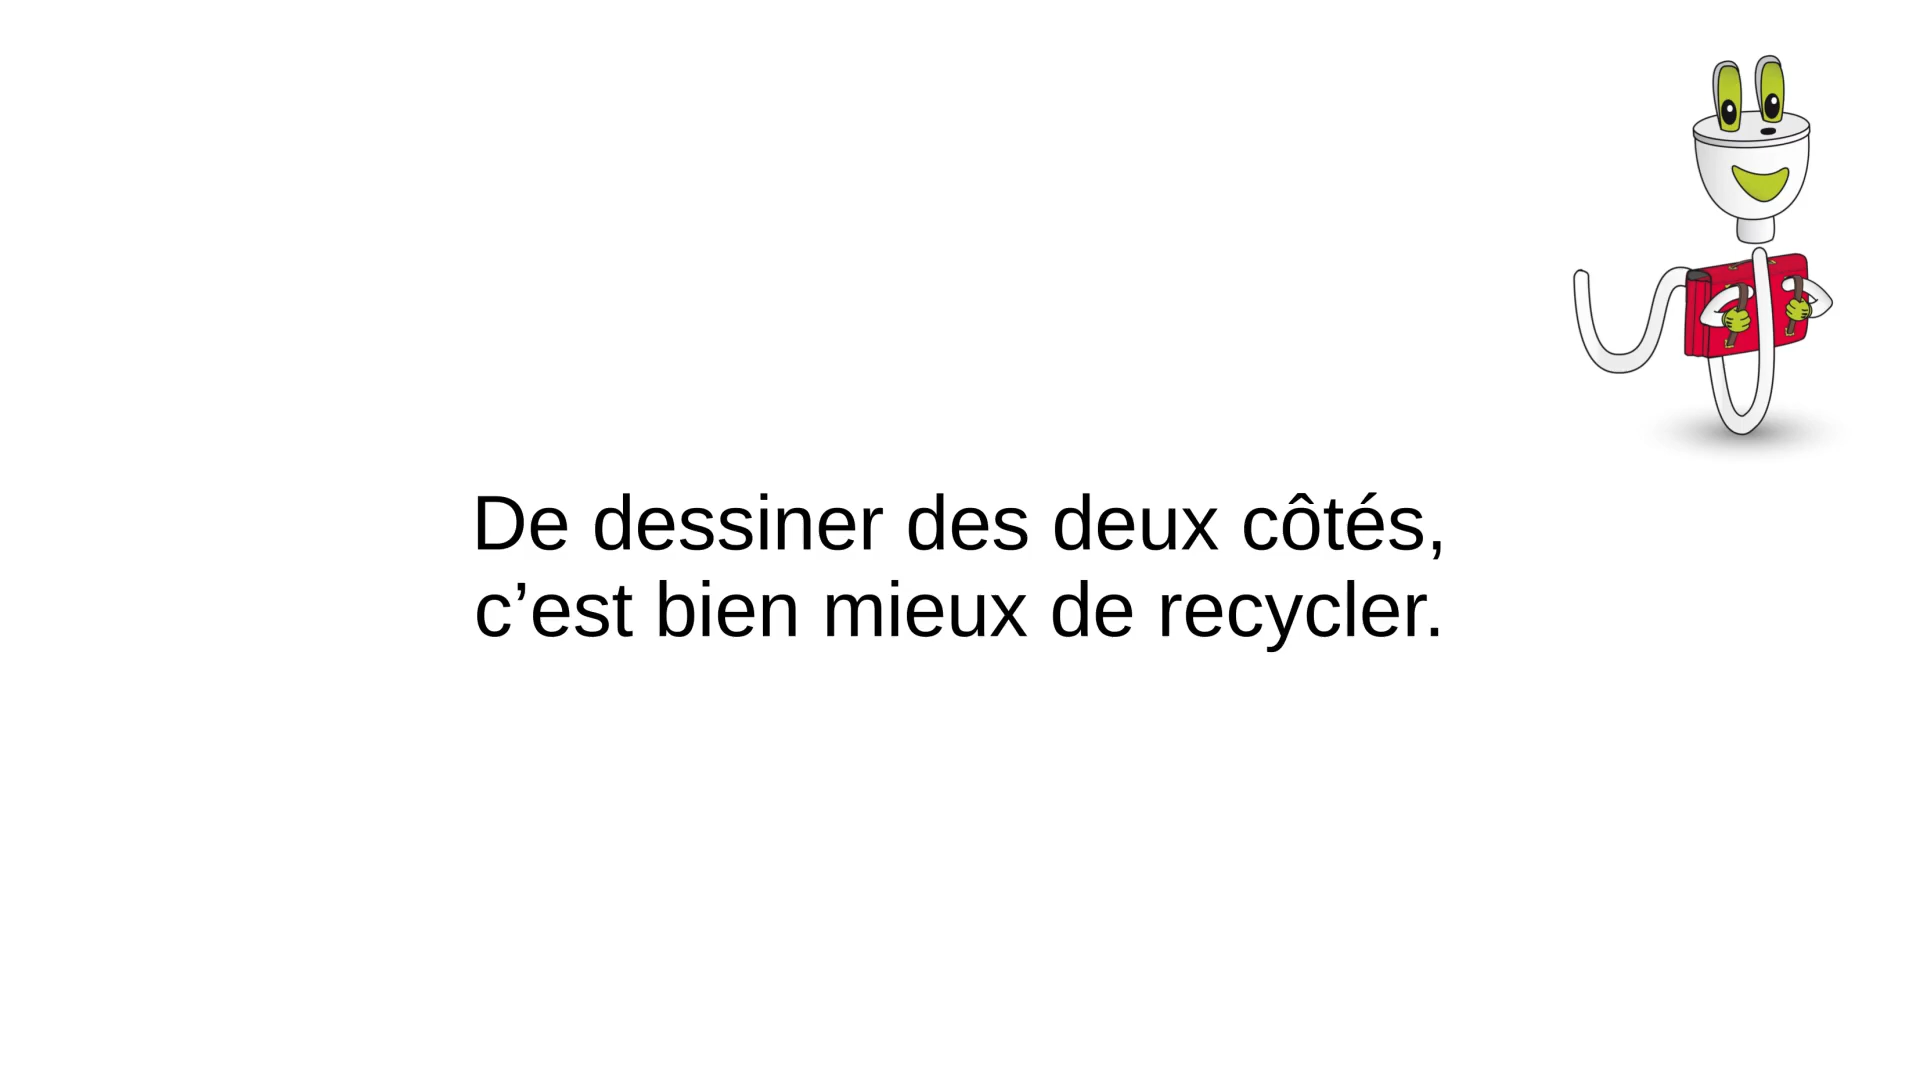 De dessiner des deux côtés,
c’est bien mieux de recycler.